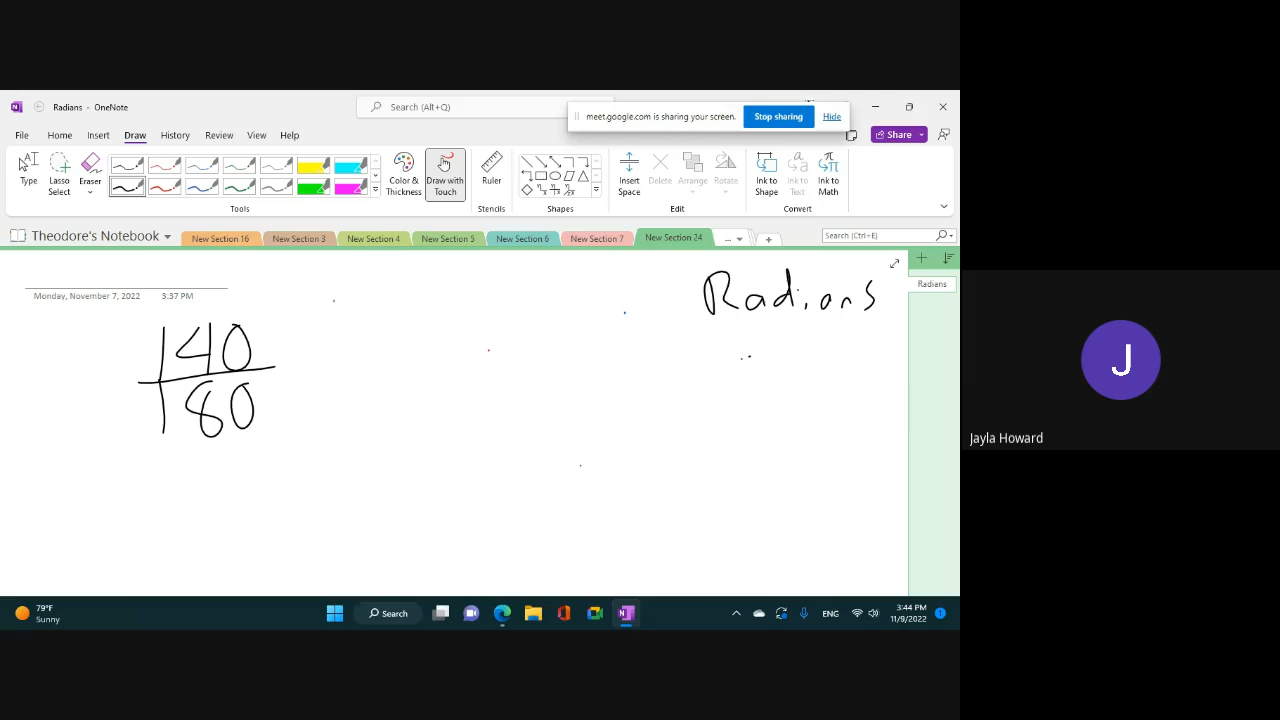 Radians - OneNote
Search (Alt+Q)
meet.google.com is sharing your screen.
Stop sharing
Hide
File Home Insert Draw History Review View Help
Share
Type
Lasso Select
Eraser
Color & Thickness
Draw with Touch
Ruler
Insert Space
Delete
Arrange
Rotate
Ink to Shape
Ink to Text
Ink to Math
Tools
Stencils
Shapes
Edit
Convert
Theodore's Notebook
New Section 16
New Section 3
New Section 4
New Section 5
New Section 6
New Section 7
New Section 24
...
Search (Ctrl+E)
Radians
Radians
Monday, November 7, 2022 3:37 PM
140
180
J
Jayla Howard
79°F
Sunny
Search
ENG
3:44 PM
11/9/2022
1